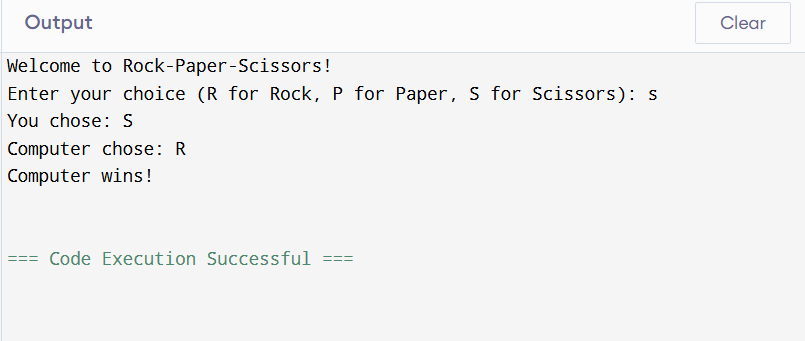 Output
Clear
Welcome to Rock-Paper-Scissors!
Enter your choice (R for Rock, P for Paper, S for Scissors): s
You chose: S
Computer chose: R
Computer wins!
=== Code Execution Successful ===